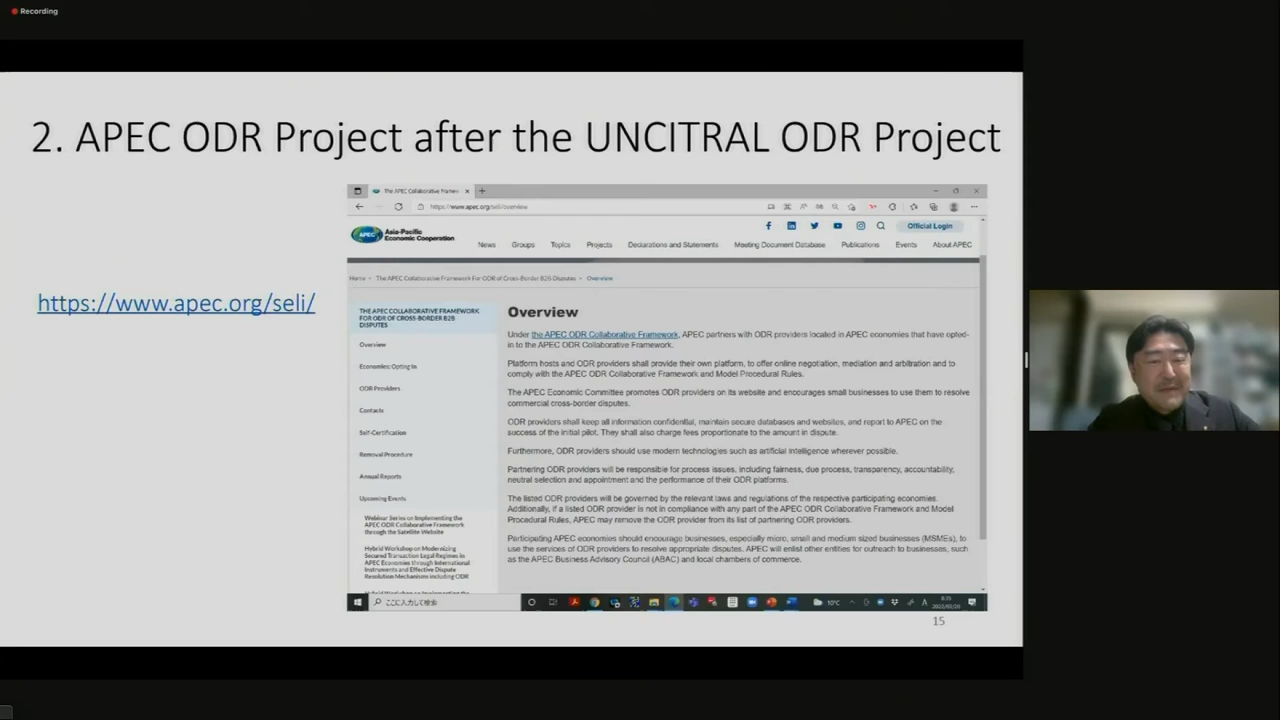 Recording
2. APEC ODR Project after the UNCITRAL ODR Project
https://www.apec.org/seli/
The APEC Collaborative Framew
https://www.apec.org/seli/overview
APEC
Asia-Pacific
Economic Cooperation
Official Login
News Groups Topics Projects Declarations and Statements Meeting Document Database Publications Events About APEC
Home The APEC Collaborative Framework For ODR of Cross-Border B2B Disputes Overview
THE APEC COLLABORATIVE FRAMEWORK
FOR ODR OF CROSS-BORDER B2B
DISPUTES
Overview
Economies Opting In
ODR Providers
Contacts
Self-Certification
Removal Procedure
Annual Reports
Upcoming Events
Webinar Series on Implementing the
APEC ODR Collaborative Framework
through the Satellite Website
Hybrid Workshop on Modernizing
Secured Transaction Legal Regimes in
APEC Economies through International
Instruments and Effective Dispute
Resolution Mechanisms including ODR
Hybrid Workshop on Implementing the
Overview
Under the APEC ODR Collaborative Framework, APEC partners with ODR providers located in APEC economies that have opted-
in to the APEC ODR Collaborative Framework.
Platform hosts and ODR providers shall provide their own platform, to offer online negotiation, mediation and arbitration and to
comply with the APEC ODR Collaborative Framework and Model Procedural Rules.
The APEC Economic Committee promotes ODR providers on its website and encourages small businesses to use them to resolve
commercial cross-border disputes.
ODR providers shall keep all information confidential, maintain secure databases and websites, and report to APEC on the
success of the initial pilot. They shall also charge fees proportionate to the amount in dispute.
Furthermore, ODR providers should use modern technologies such as artificial intelligence wherever possible.
Partnering ODR providers will be responsible for process issues, including fairness, due process, transparency, accountability,
neutral selection and appointment and the performance of their ODR platforms.
The listed ODR providers will be governed by the relevant laws and regulations of the respective participating economies.
Additionally, if a listed ODR provider is not in compliance with any part of the APEC ODR Collaborative Framework and Model
Procedural Rules, APEC may remove the ODR provider from its list of partnering ODR providers.
Participating APEC economies should encourage businesses, especially micro, small and medium sized businesses (MSMEs), to
use the services of ODR providers to resolve appropriate disputes. APEC will enlist other entities for outreach to businesses, such
as the APEC Business Advisory Council (ABAC) and local chambers of commerce.
ここに入力して検索
10°C
A
15